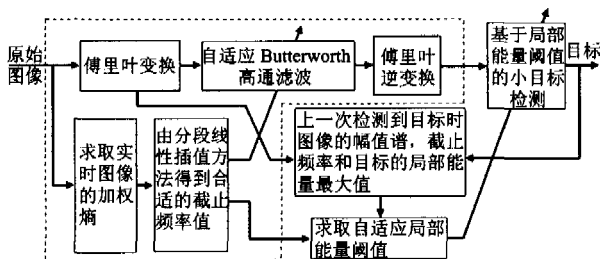 原始
图像
傅里叶变换
自适应 Butterworth
高通滤波
傅里叶
逆变换
基于局部
能量阈值
的小目标
检测
目标
求取实
时图像
的加权
熵
由分段线
性插值方
法得到合
适的截止
频率值
上一次检测到目标时
图像的幅值谱，截止
频率和目标的局部能
量最大值
求取自适应局部
能量阈值